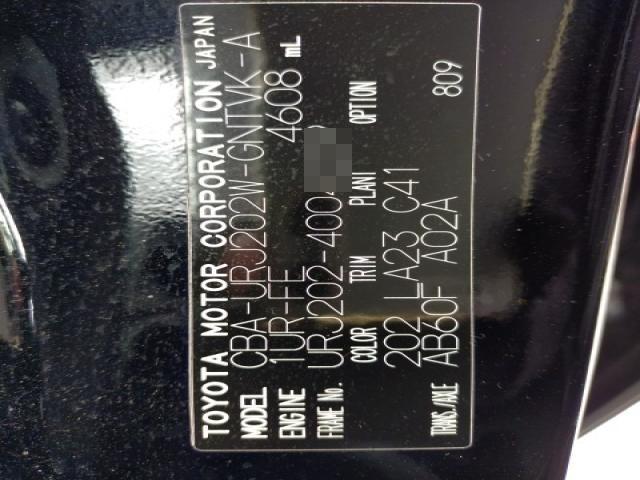 TOYOTA MOTOR CORPORATION JAPAN
MODEL CBA-URJ202W-GNTVK-A
ENGINE 1UR-FE 4608 mL
FRAME No. URJ202-400
COLOR TRIM PLANT OPTION
202 LA23 C41 809
TRANS./AXLE AB60F A02A